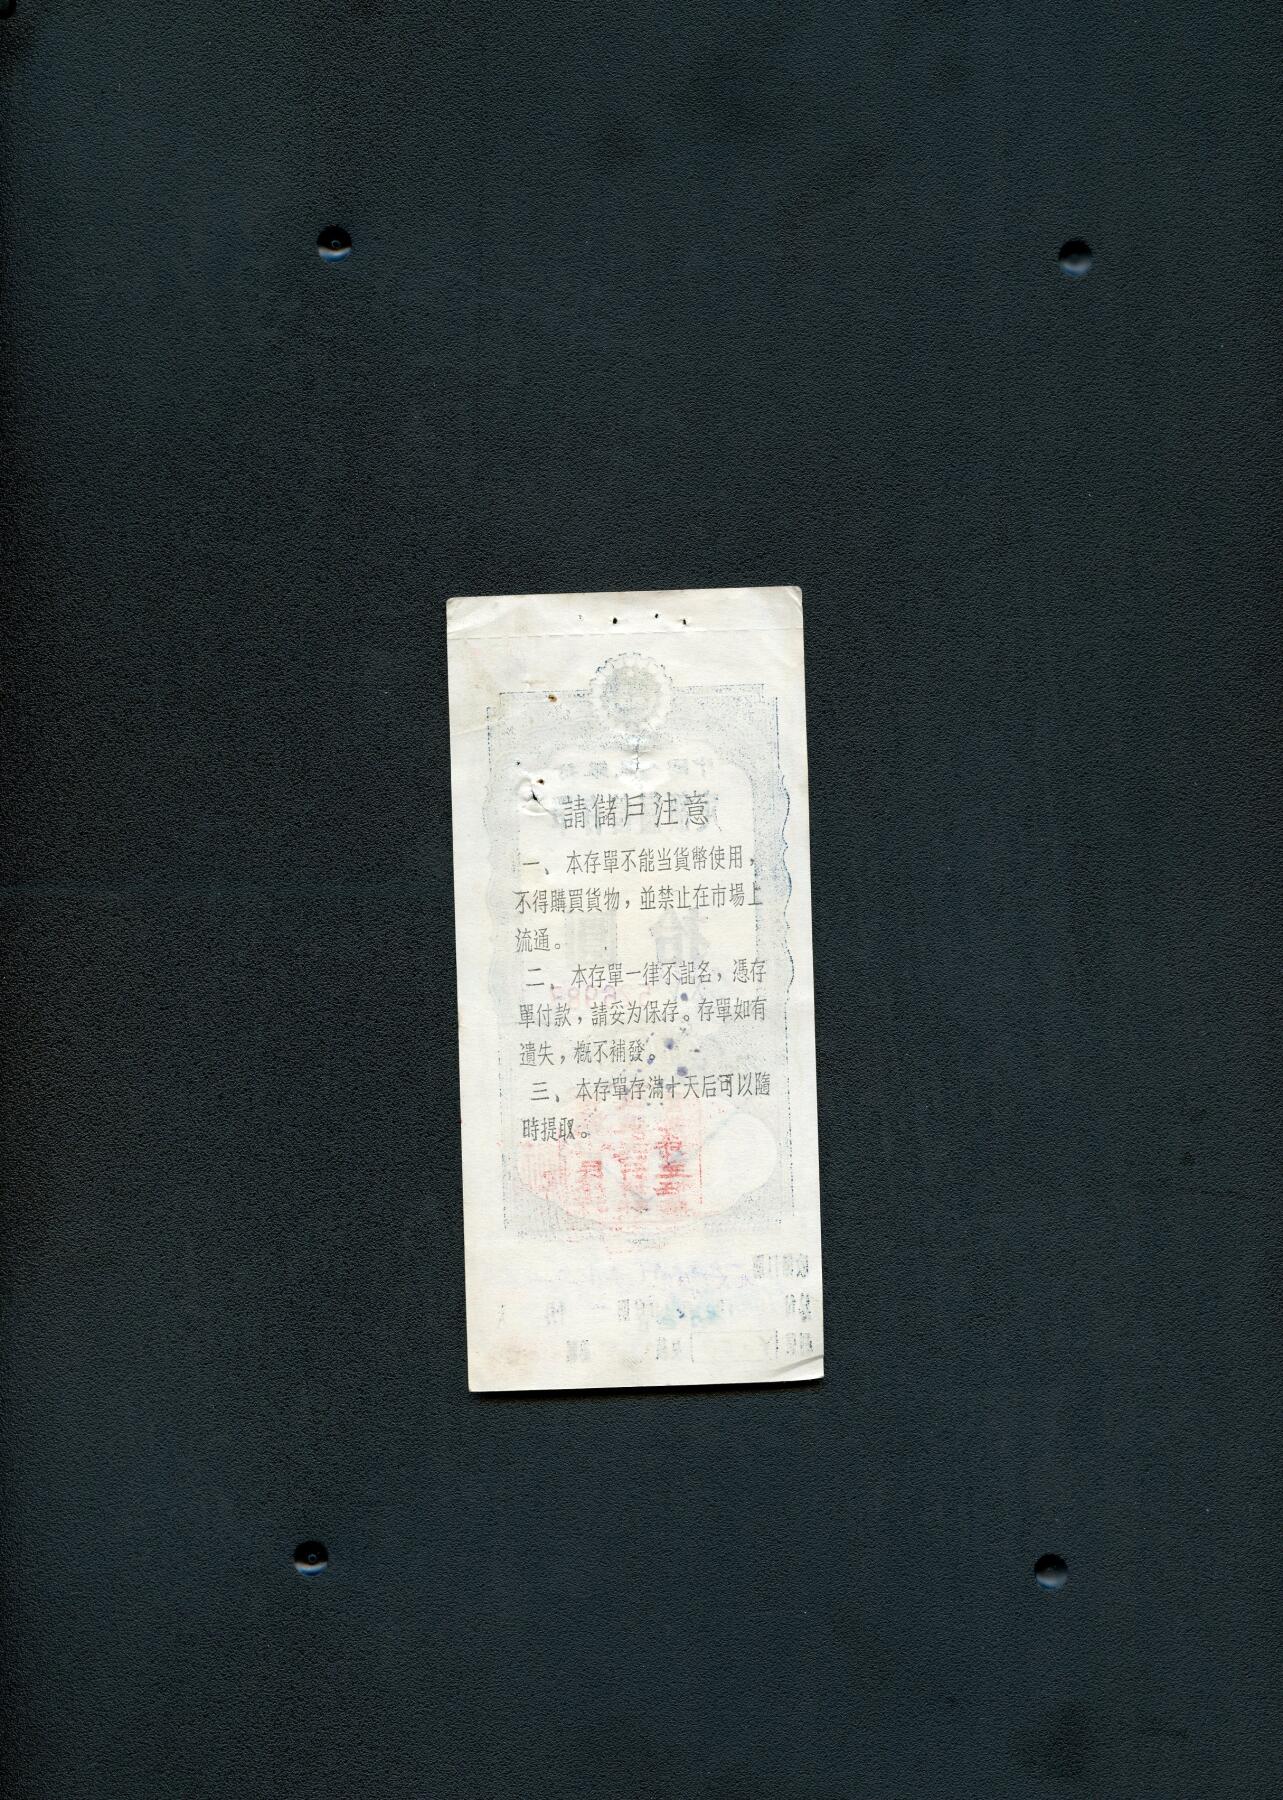 請儲戶注意
一、本存單不能当貨幣使用，
不得購買貨物，並禁止在市場上
流通。
二、本存單一律不記名，憑存
單付款，請妥为保存。存單如有
遺失，概不補發。
三、本存單存滿十天后可以隨
時提取。